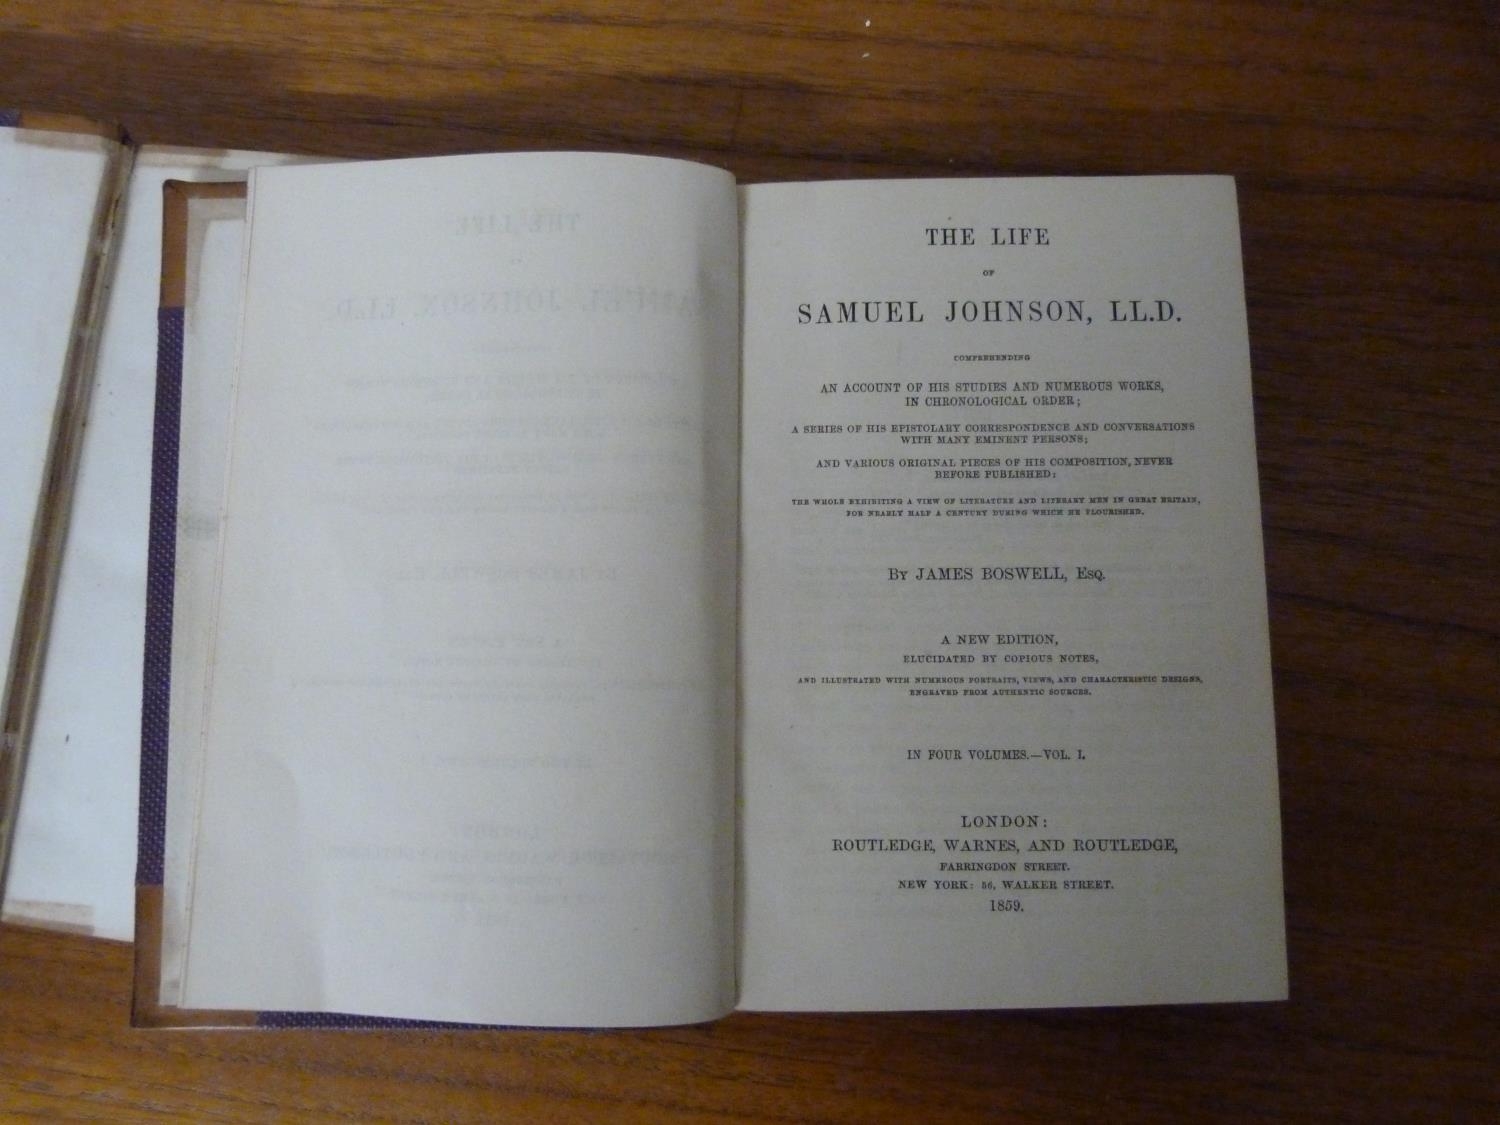 THE LIFE
OF
SAMUEL JOHNSON, LL.D.
COMPREHENDING
AN ACCOUNT OF HIS STUDIES AND NUMEROUS WORKS,
IN CHRONOLOGICAL ORDER;
A SERIES OF HIS EPISTOLARY CORRESPONDENCE AND CONVERSATIONS
WITH MANY EMINENT PERSONS;
AND VARIOUS ORIGINAL PIECES OF HIS COMPOSITION, NEVER
BEFORE PUBLISHED:
THE WHOLE EXHIBITING A VIEW OF LITERATURE AND LITERARY MEN IN GREAT BRITAIN,
FOR NEARLY HALF A CENTURY DURING WHICH HE FLOURISHED.
BY JAMES BOSWELL, ESQ.
A NEW EDITION,
ELUCIDATED BY COPIOUS NOTES,
AND ILLUSTRATED WITH NUMEROUS PORTRAITS, VIEWS, AND CHARACTERISTIC DESIGNS,
ENGRAVED FROM AUTHENTIC SOURCES.
IN FOUR VOLUMES.—VOL. I.
LONDON:
ROUTLEDGE, WARNES, AND ROUTLEDGE,
FARRINGDON STREET.
NEW YORK: 56, WALKER STREET.
1859.